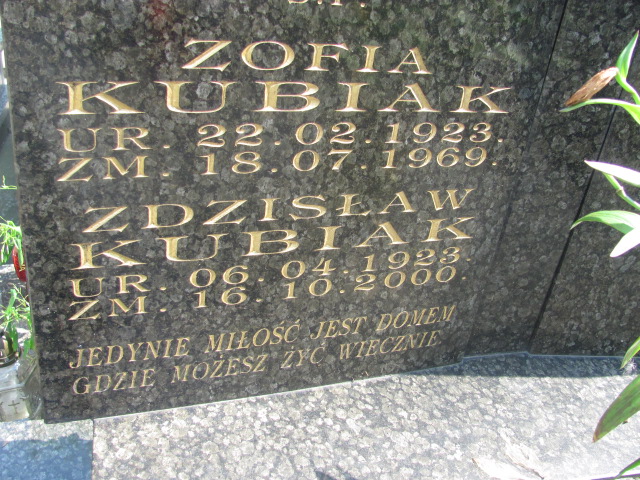 Ś.P.
ZOFIA
KUBIAK
UR. 22.02.1923.
ZM. 18.07.1969.
ZDZISŁAW
KUBIAK
UR. 06.04.1923.
ZM. 16.10.2000.
JEDYNIE MIŁOŚĆ JEST DOMEM
GDZIE MOŻESZ ŻYĆ WIECZNIE